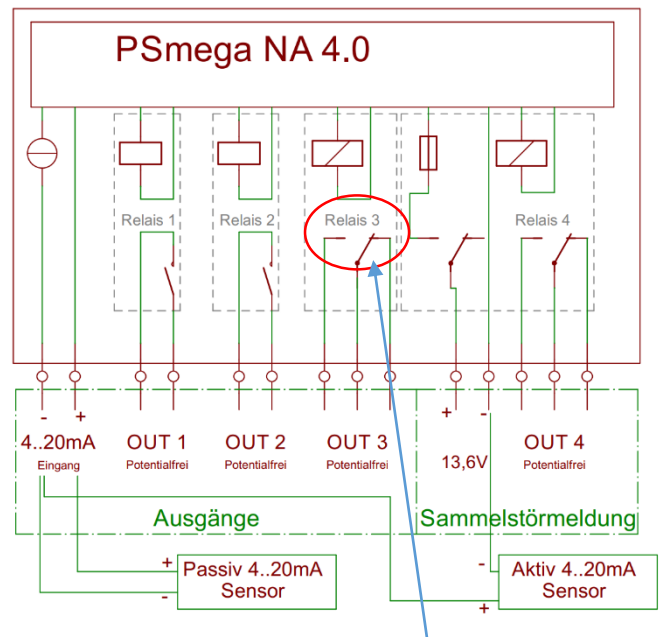 PSmega NA 4.0
Relais 1
Relais 2
Relais 3
Relais 4
- +
+ -
4..20mA
Eingang
OUT 1
Potentialfrei
OUT 2
Potentialfrei
OUT 3
Potentialfrei
13,6V
OUT 4
Potentialfrei
Ausgänge
Sammelstörmeldung
+
-
Passiv 4..20mA
Sensor
-
+
Aktiv 4..20mA
Sensor